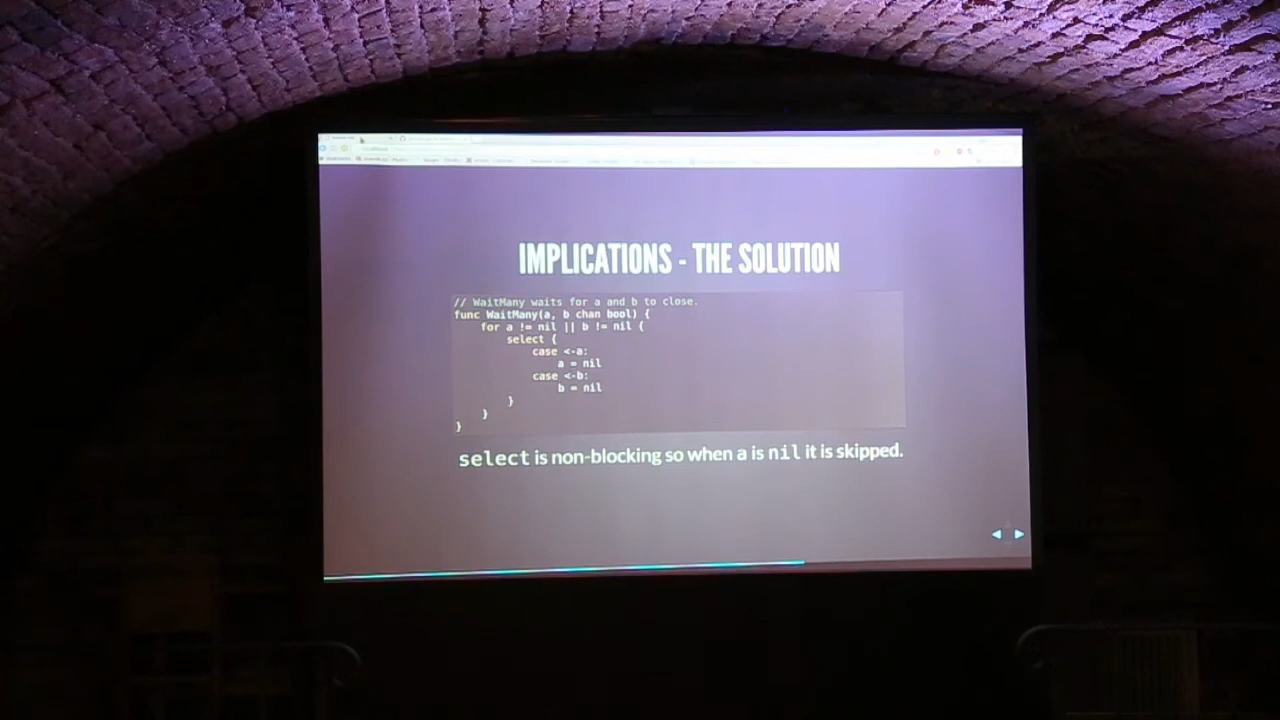 IMPLICATIONS - THE SOLUTION
// WaitMany waits for a and b to close.
func WaitMany(a, b chan bool) {
for a != nil || b != nil {
select {
case <-a:
a = nil
case <-b:
b = nil
}
}
}
select is non-blocking so when a is nil it is skipped.